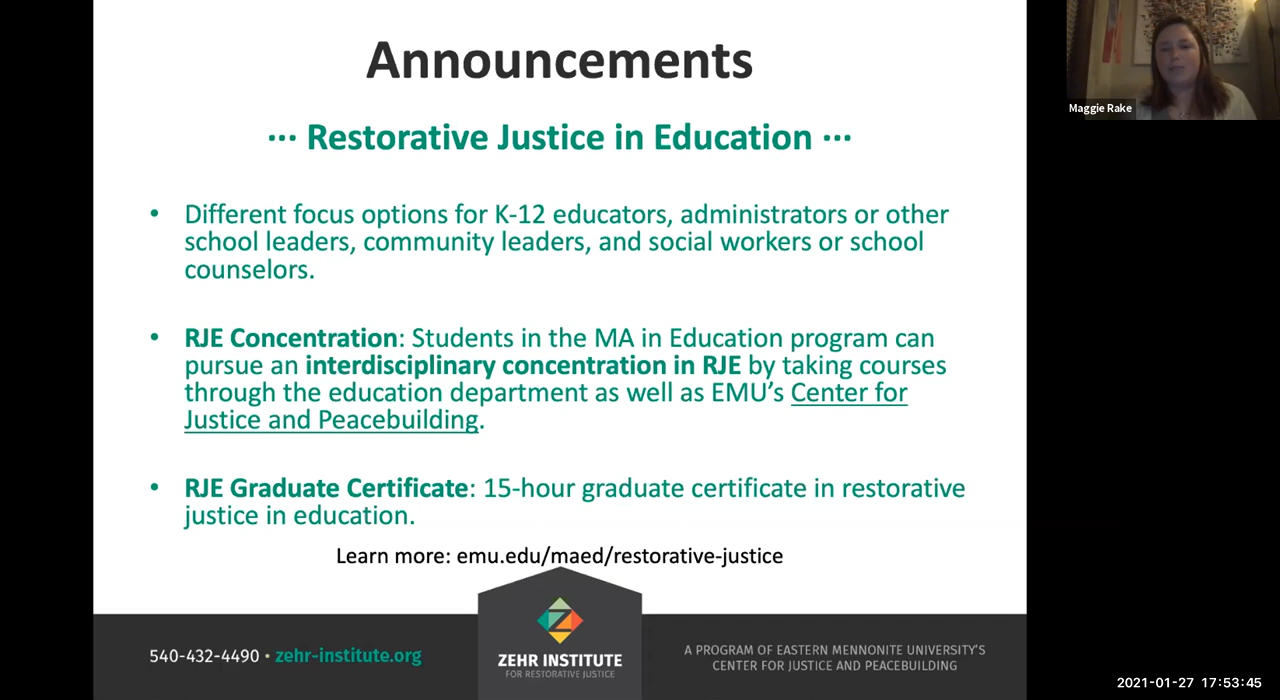 Announcements
··· Restorative Justice in Education ···
• Different focus options for K-12 educators, administrators or other
school leaders, community leaders, and social workers or school
counselors.
• RJE Concentration: Students in the MA in Education program can
pursue an interdisciplinary concentration in RJE by taking courses
through the education department as well as EMU’s Center for
Justice and Peacebuilding.
• RJE Graduate Certificate: 15-hour graduate certificate in restorative
justice in education.
Learn more: emu.edu/maed/restorative-justice
540-432-4490 • zehr-institute.org
Z
ZEHR INSTITUTE
FOR RESTORATIVE JUSTICE
A PROGRAM OF EASTERN MENNONITE UNIVERSITY’S
CENTER FOR JUSTICE AND PEACEBUILDING
Maggie Rake
2021-01-27 17:53:45